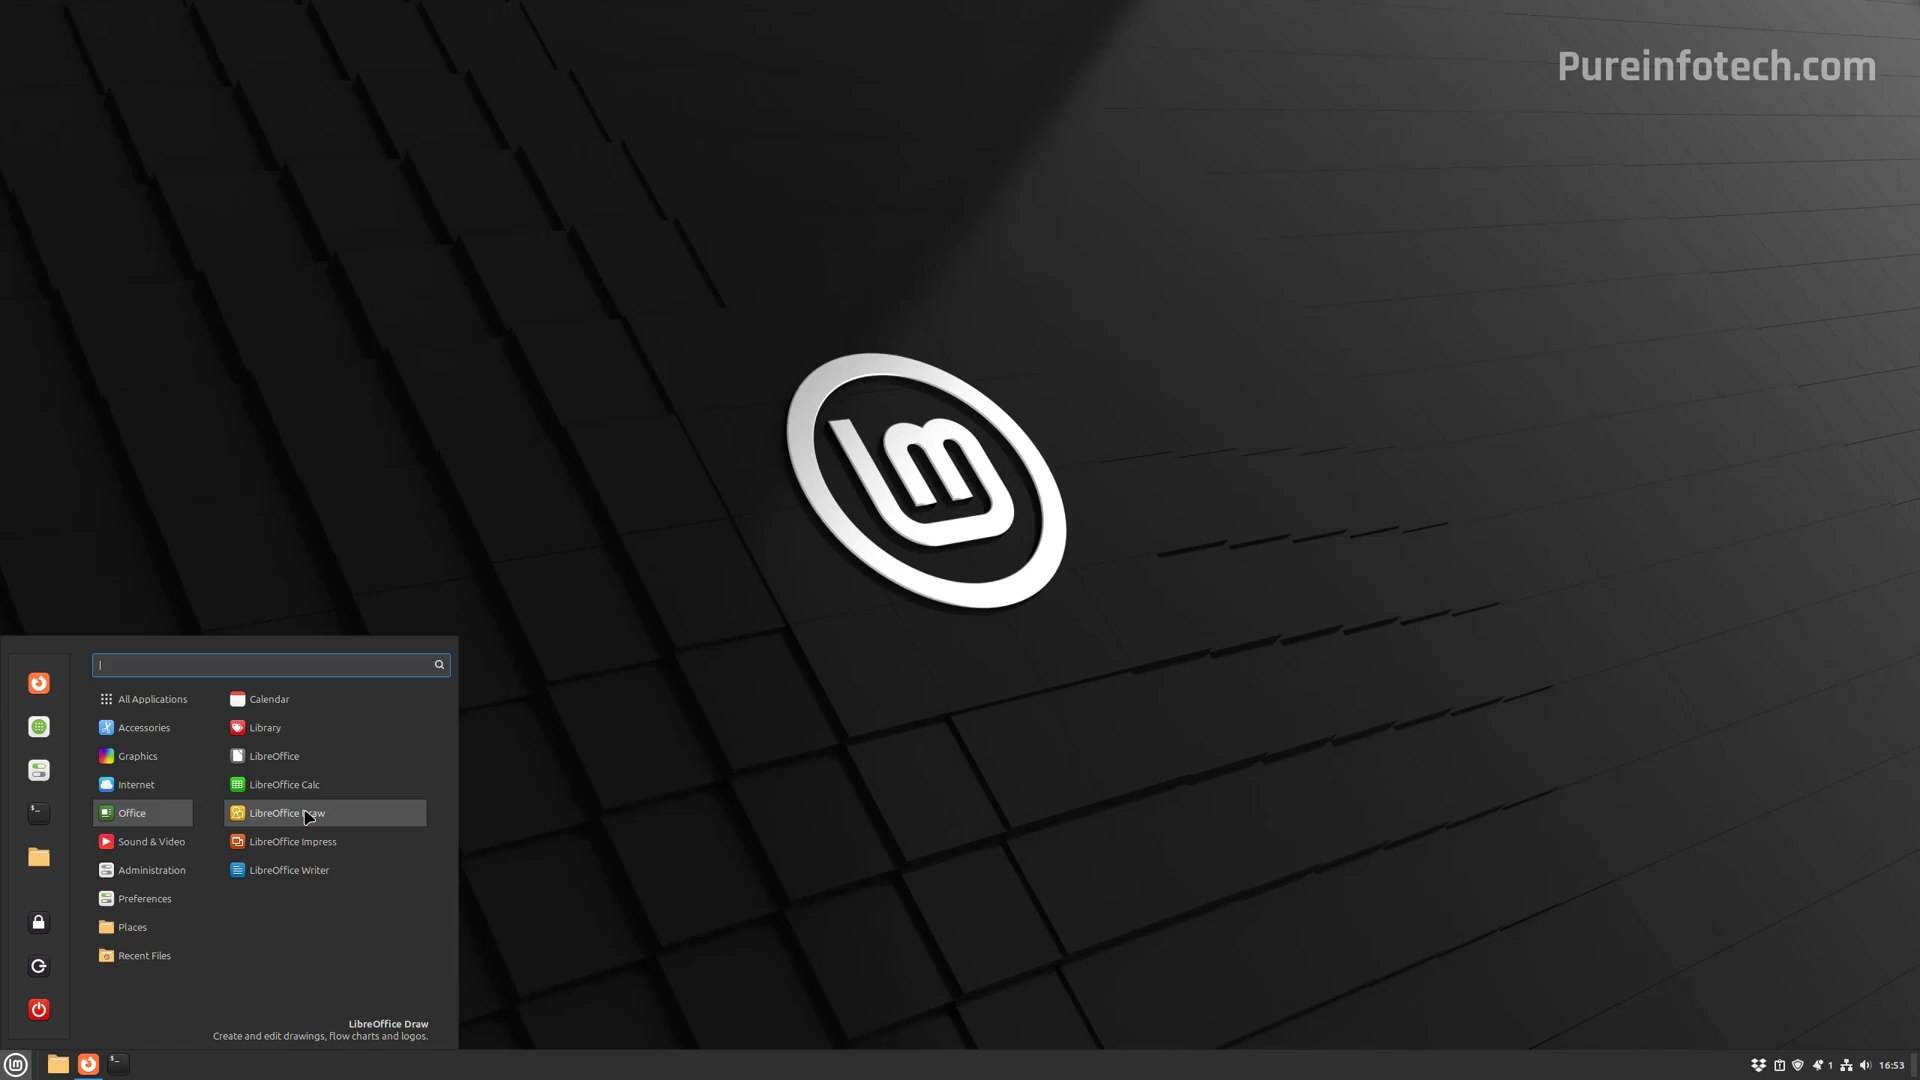 Pureinfotech.com
All Applications
Accessories
Graphics
Internet
Office
Sound & Video
Administration
Preferences
Places
Recent Files
Calendar
Library
LibreOffice
LibreOffice Calc
LibreOffice Draw
LibreOffice Impress
LibreOffice Writer
LibreOffice Draw
Create and edit drawings, flow charts and logos.
1
16:53